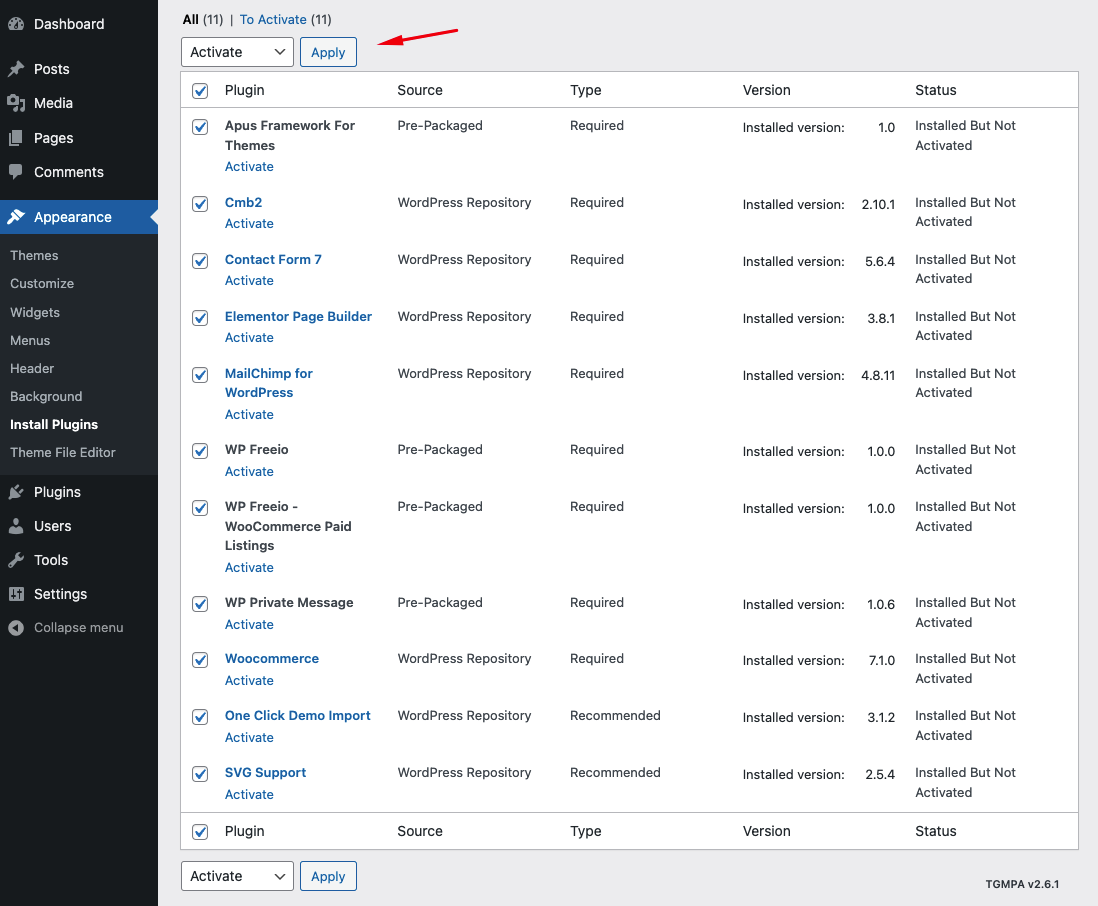 Dashboard
Posts
Media
Pages
Comments
Appearance
Themes
Customize
Widgets
Menus
Header
Background
Install Plugins
Theme File Editor
Plugins
Users
Tools
Settings
Collapse menu
All (11) | To Activate (11)
Activate Apply
Plugin Source Type Version Status
Apus Framework For Pre-Packaged Required Installed version: 1.0 Installed But Not
Themes Activated
Activate
Cmb2 WordPress Repository Required Installed version: 2.10.1 Installed But Not
Activate Activated
Contact Form 7 WordPress Repository Required Installed version: 5.6.4 Installed But Not
Activate Activated
Elementor Page Builder WordPress Repository Required Installed version: 3.8.1 Installed But Not
Activate Activated
MailChimp for WordPress Repository Required Installed version: 4.8.11 Installed But Not
WordPress Activated
Activate
WP Freeio Pre-Packaged Required Installed version: 1.0.0 Installed But Not
Activate Activated
WP Freeio - Pre-Packaged Required Installed version: 1.0.0 Installed But Not
WooCommerce Paid Activated
Listings
Activate
WP Private Message Pre-Packaged Required Installed version: 1.0.6 Installed But Not
Activate Activated
Woocommerce WordPress Repository Required Installed version: 7.1.0 Installed But Not
Activate Activated
One Click Demo Import WordPress Repository Recommended Installed version: 3.1.2 Installed But Not
Activate Activated
SVG Support WordPress Repository Recommended Installed version: 2.5.4 Installed But Not
Activate Activated
Plugin Source Type Version Status
Activate Apply
TGMPA v2.6.1